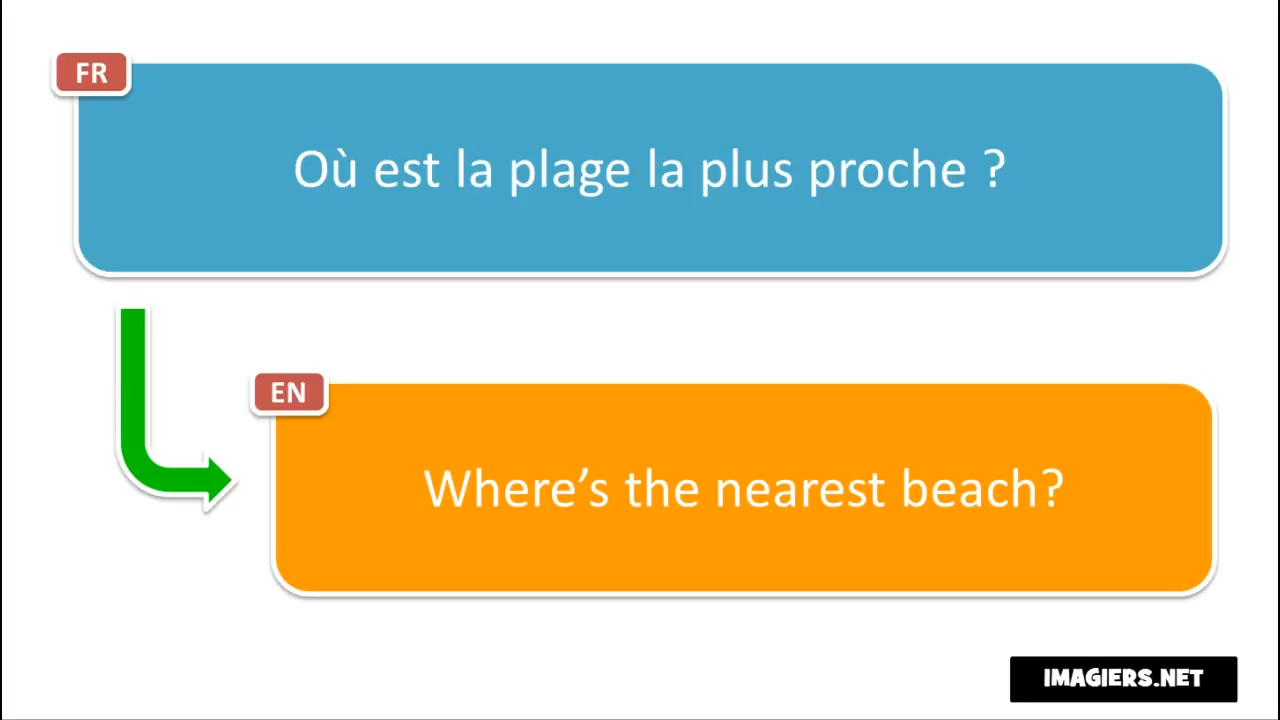 FR
Où est la plage la plus proche ?
EN
Where’s the nearest beach?
IMAGIERS.NET